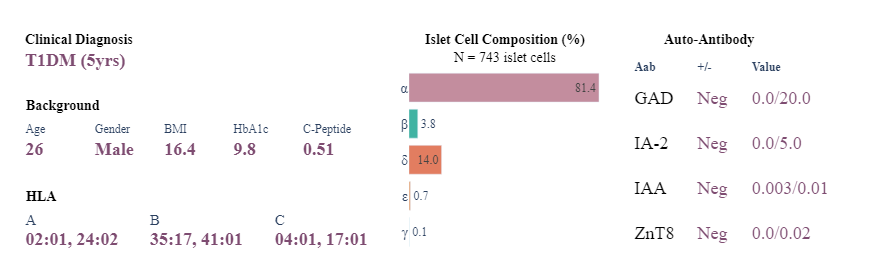 Clinical Diagnosis
T1DM (5yrs)
Background
Age Gender BMI HbA1c C-Peptide
26 Male 16.4 9.8 0.51
HLA
A B C
02:01, 24:02 35:17, 41:01 04:01, 17:01
Islet Cell Composition (%)
N = 743 islet cells
α 81.4
β 3.8
δ 14.0
ε 0.7
γ 0.1
Auto-Antibody
Aab +/- Value
GAD Neg 0.0/20.0
IA-2 Neg 0.0/5.0
IAA Neg 0.003/0.01
ZnT8 Neg 0.0/0.02